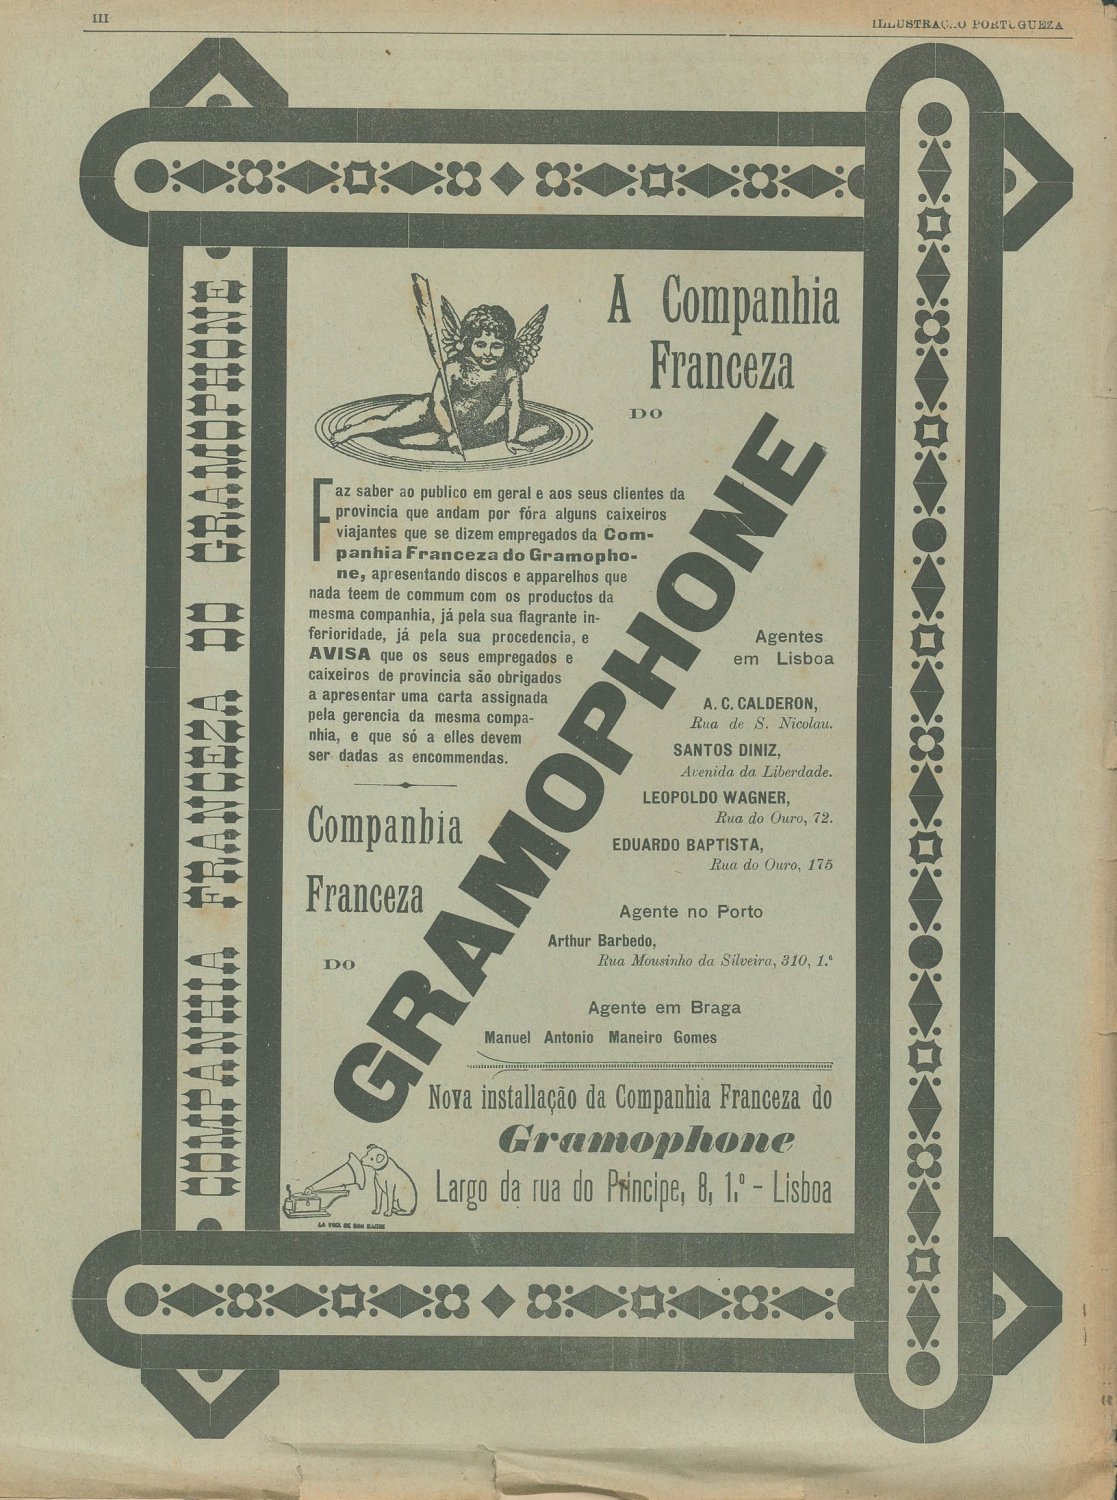 III
ILLUSTRAÇÃO PORTUGUEZA
COMPANHIA FRANCEZA DO GRAMOPHONE
A Companhia
Franceza
DO
GRAMOPHONE
Faz saber ao publico em geral e aos seus clientes da
provincia que andam por fóra alguns caixeiros
viajantes que se dizem empregados da Com-
panhia Franceza do Gramopho-
ne, apresentando discos e apparelhos que
nada teem de commum com os productos da
mesma companhia, já pela sua flagrante in-
ferioridade, já pela sua procedencia, e
AVISA que os seus empregados e
caixeiros de provincia são obrigados
a apresentar uma carta assignada
pela gerencia da mesma compa-
nhia, e que só a elles devem
ser dadas as encommendas.
Companhia
Franceza
DO
Agentes
em Lisboa
A. C. CALDERON,
Rua de S. Nicolau.
SANTOS DINIZ,
Avenida da Liberdade.
LEOPOLDO WAGNER,
Rua do Ouro, 72.
EDUARDO BAPTISTA,
Rua do Ouro, 175
Agente no Porto
Arthur Barbedo,
Rua Mousinho da Silveira, 310, 1.º
Agente em Braga
Manuel Antonio Maneiro Gomes
Nova installação da Companhia Franceza do
Gramophone
Largo da rua do Principe, 8, 1.º - Lisboa
LA VOIX DE SON MAITRE